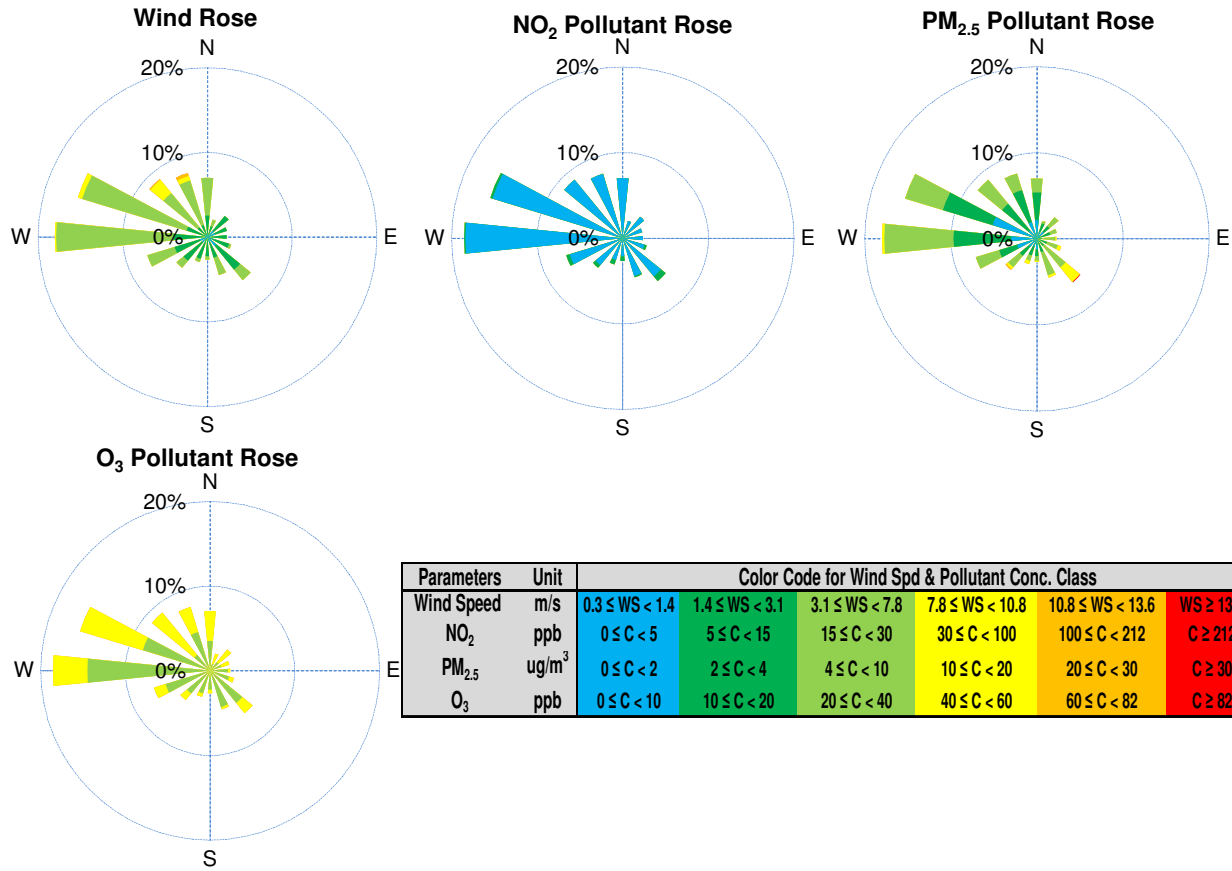 Wind Rose
N
20%
10%
W 0% E
S
NO₂ Pollutant Rose
N
20%
10%
W 0% E
S
PM₂.₅ Pollutant Rose
N
20%
10%
W 0% E
S
O₃ Pollutant Rose
N
20%
10%
W 0% E
S
Parameters Unit Color Code for Wind Spd & Pollutant Conc. Class
Wind Speed m/s 0.3 ≤ WS < 1.4 1.4 ≤ WS < 3.1 3.1 ≤ WS < 7.8 7.8 ≤ WS < 10.8 10.8 ≤ WS < 13.6 WS ≥ 13
NO₂ ppb 0 ≤ C < 5 5 ≤ C < 15 15 ≤ C < 30 30 ≤ C < 100 100 ≤ C < 212 C ≥ 212
PM₂.₅ ug/m³ 0 ≤ C < 2 2 ≤ C < 4 4 ≤ C < 10 10 ≤ C < 20 20 ≤ C < 30 C ≥ 30
O₃ ppb 0 ≤ C < 10 10 ≤ C < 20 20 ≤ C < 40 40 ≤ C < 60 60 ≤ C < 82 C ≥ 82